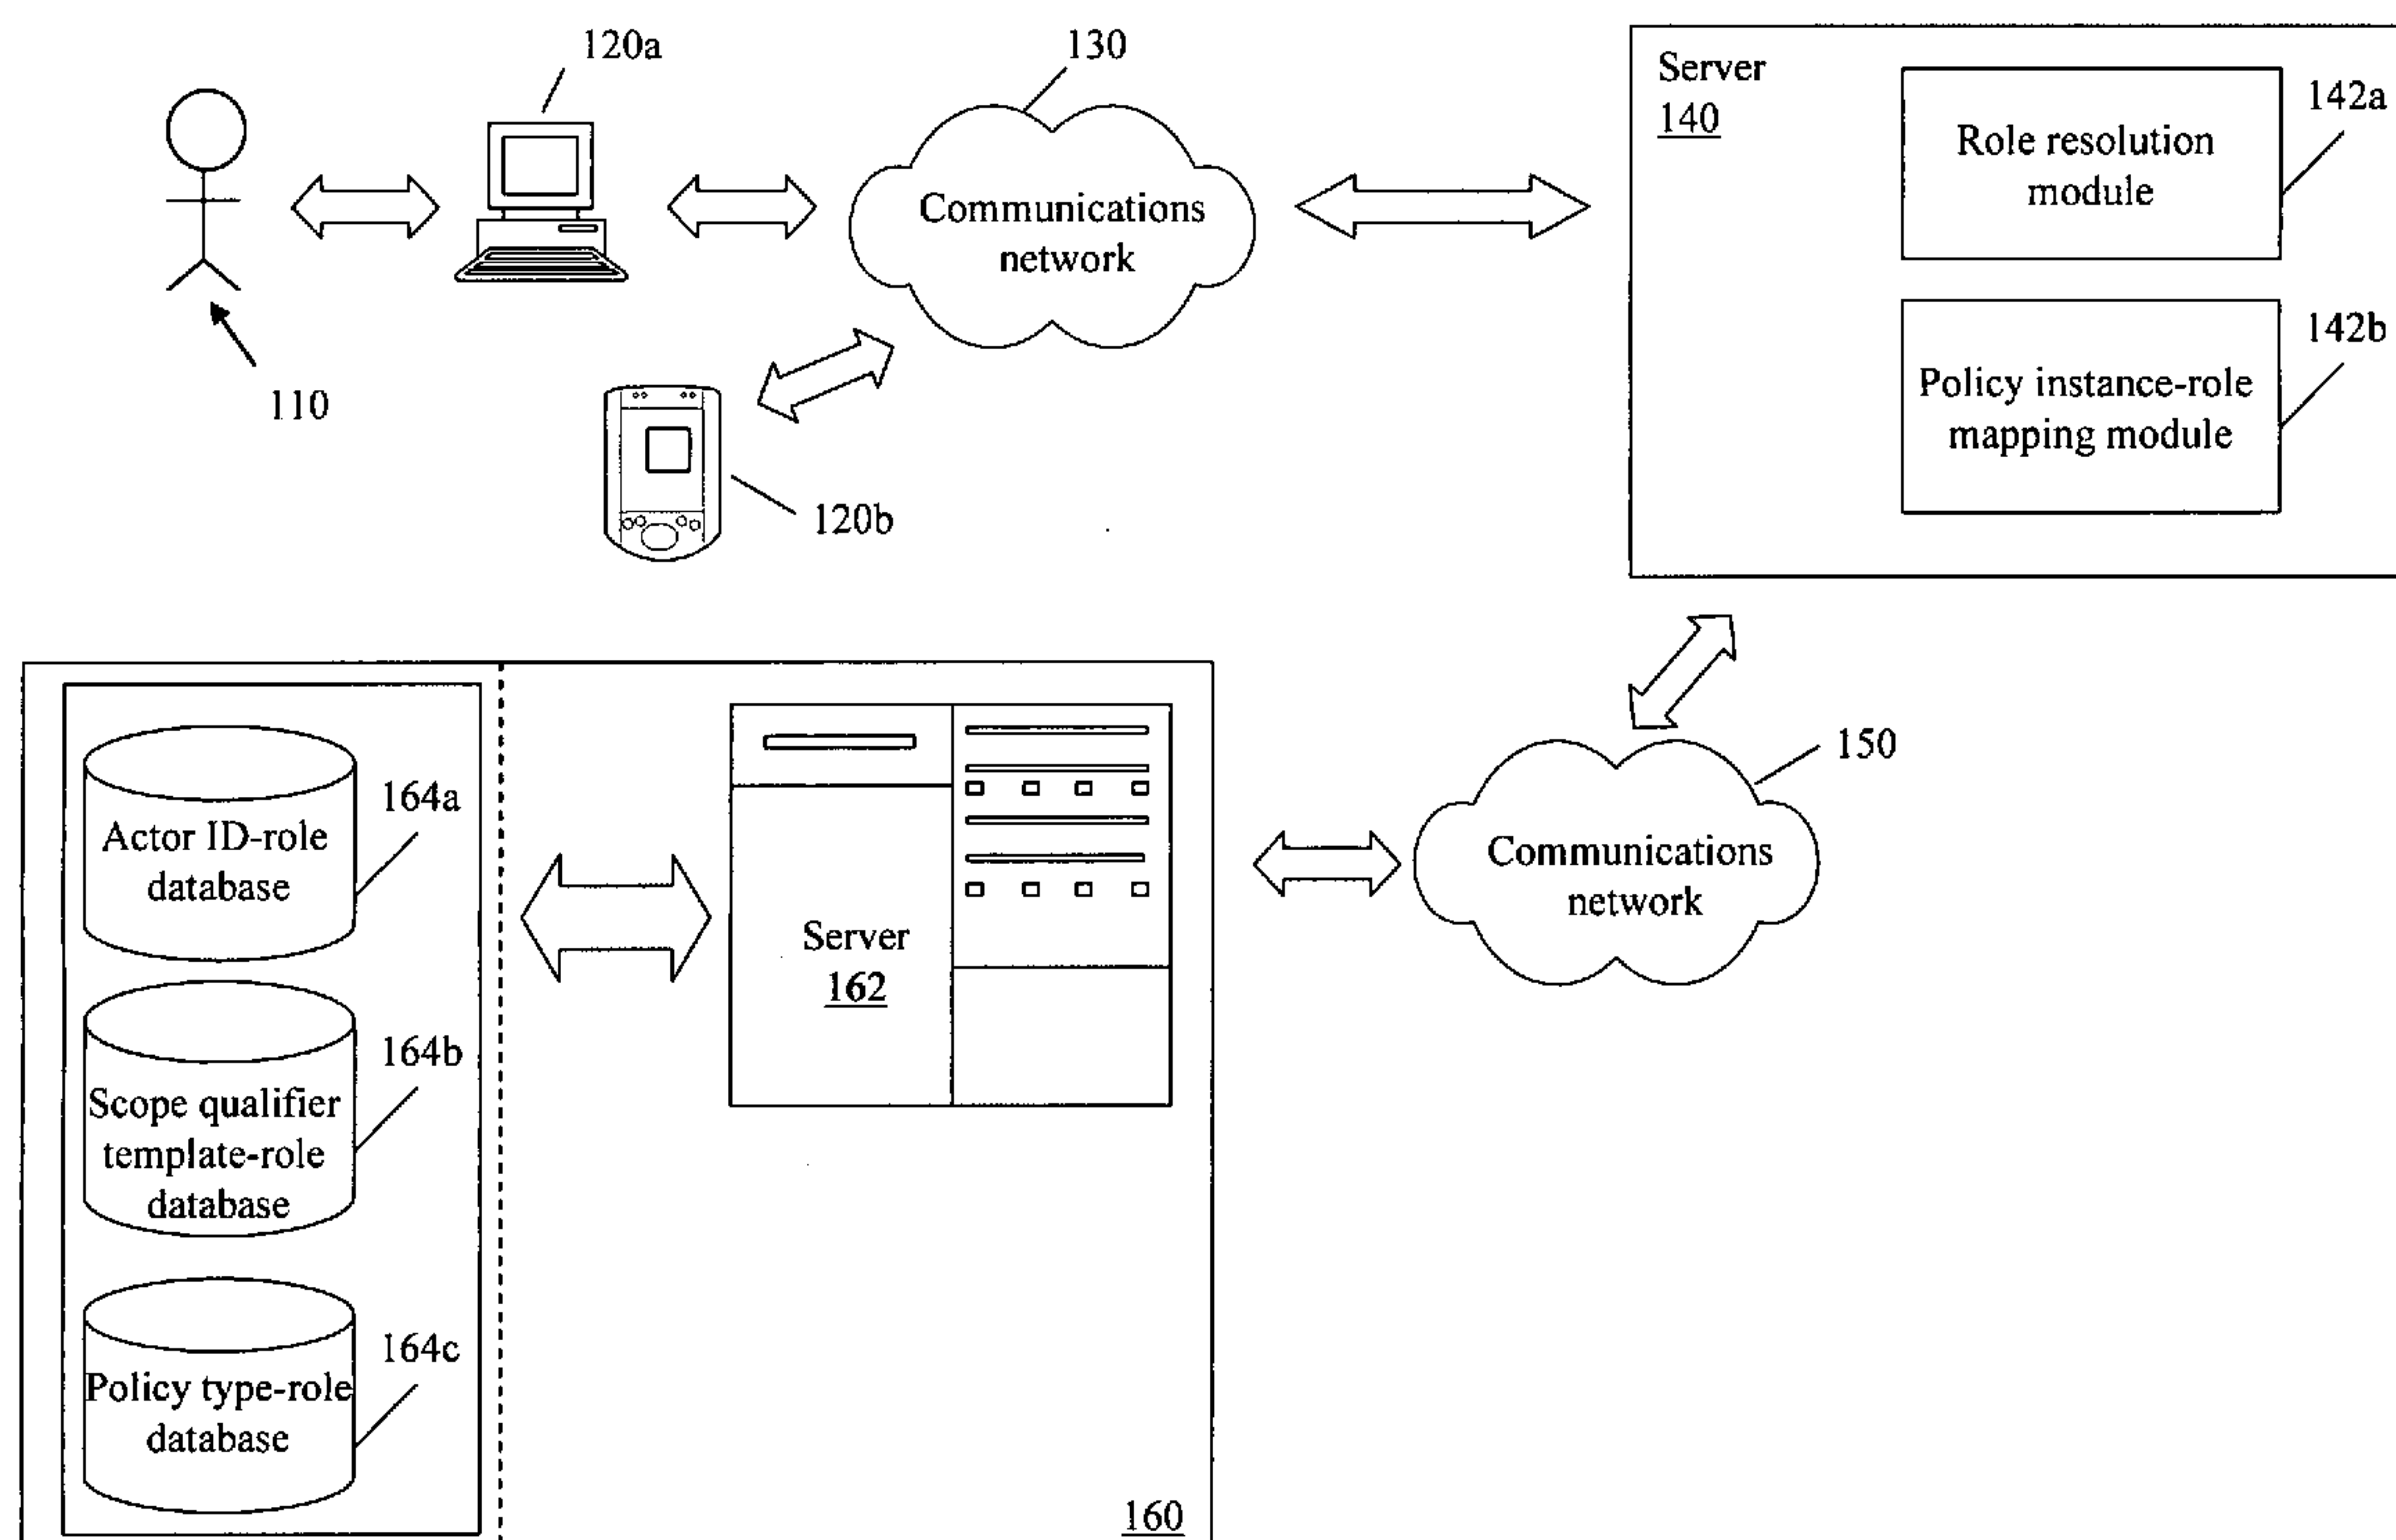 120a
130
Server
140
142a
Role resolution
module
Communications
network
142b
Policy instance-role
mapping module
110
120b
150
164a
Actor ID-role
database
Communications
network
Server
162
164b
Scope qualifier
template-role
database
164c
Policy type-role
database
160